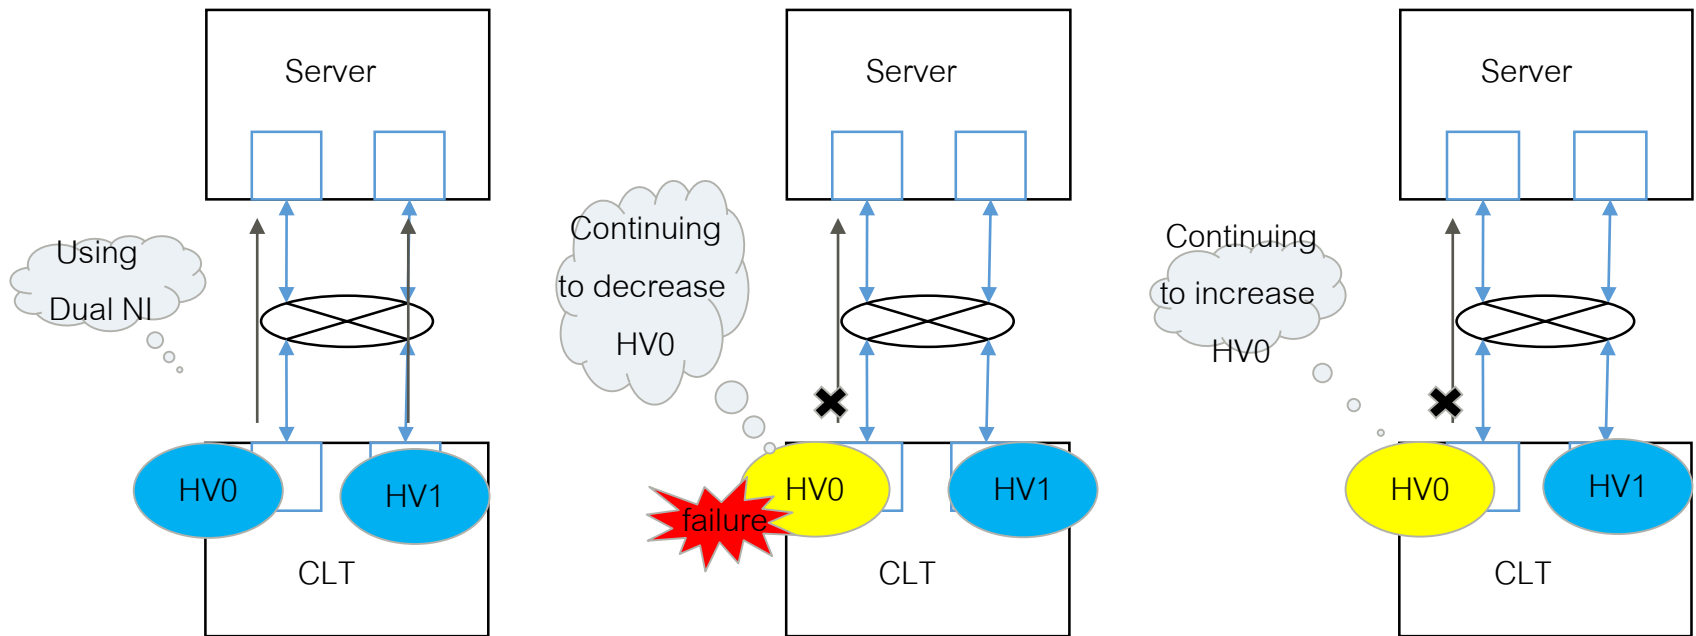 Server
Using
Dual NI
HV0
HV1
CLT
Server
Continuing
to decrease
HV0
HV0
failure
HV1
CLT
Server
Continuing
to increase
HV0
HV0
HV1
CLT